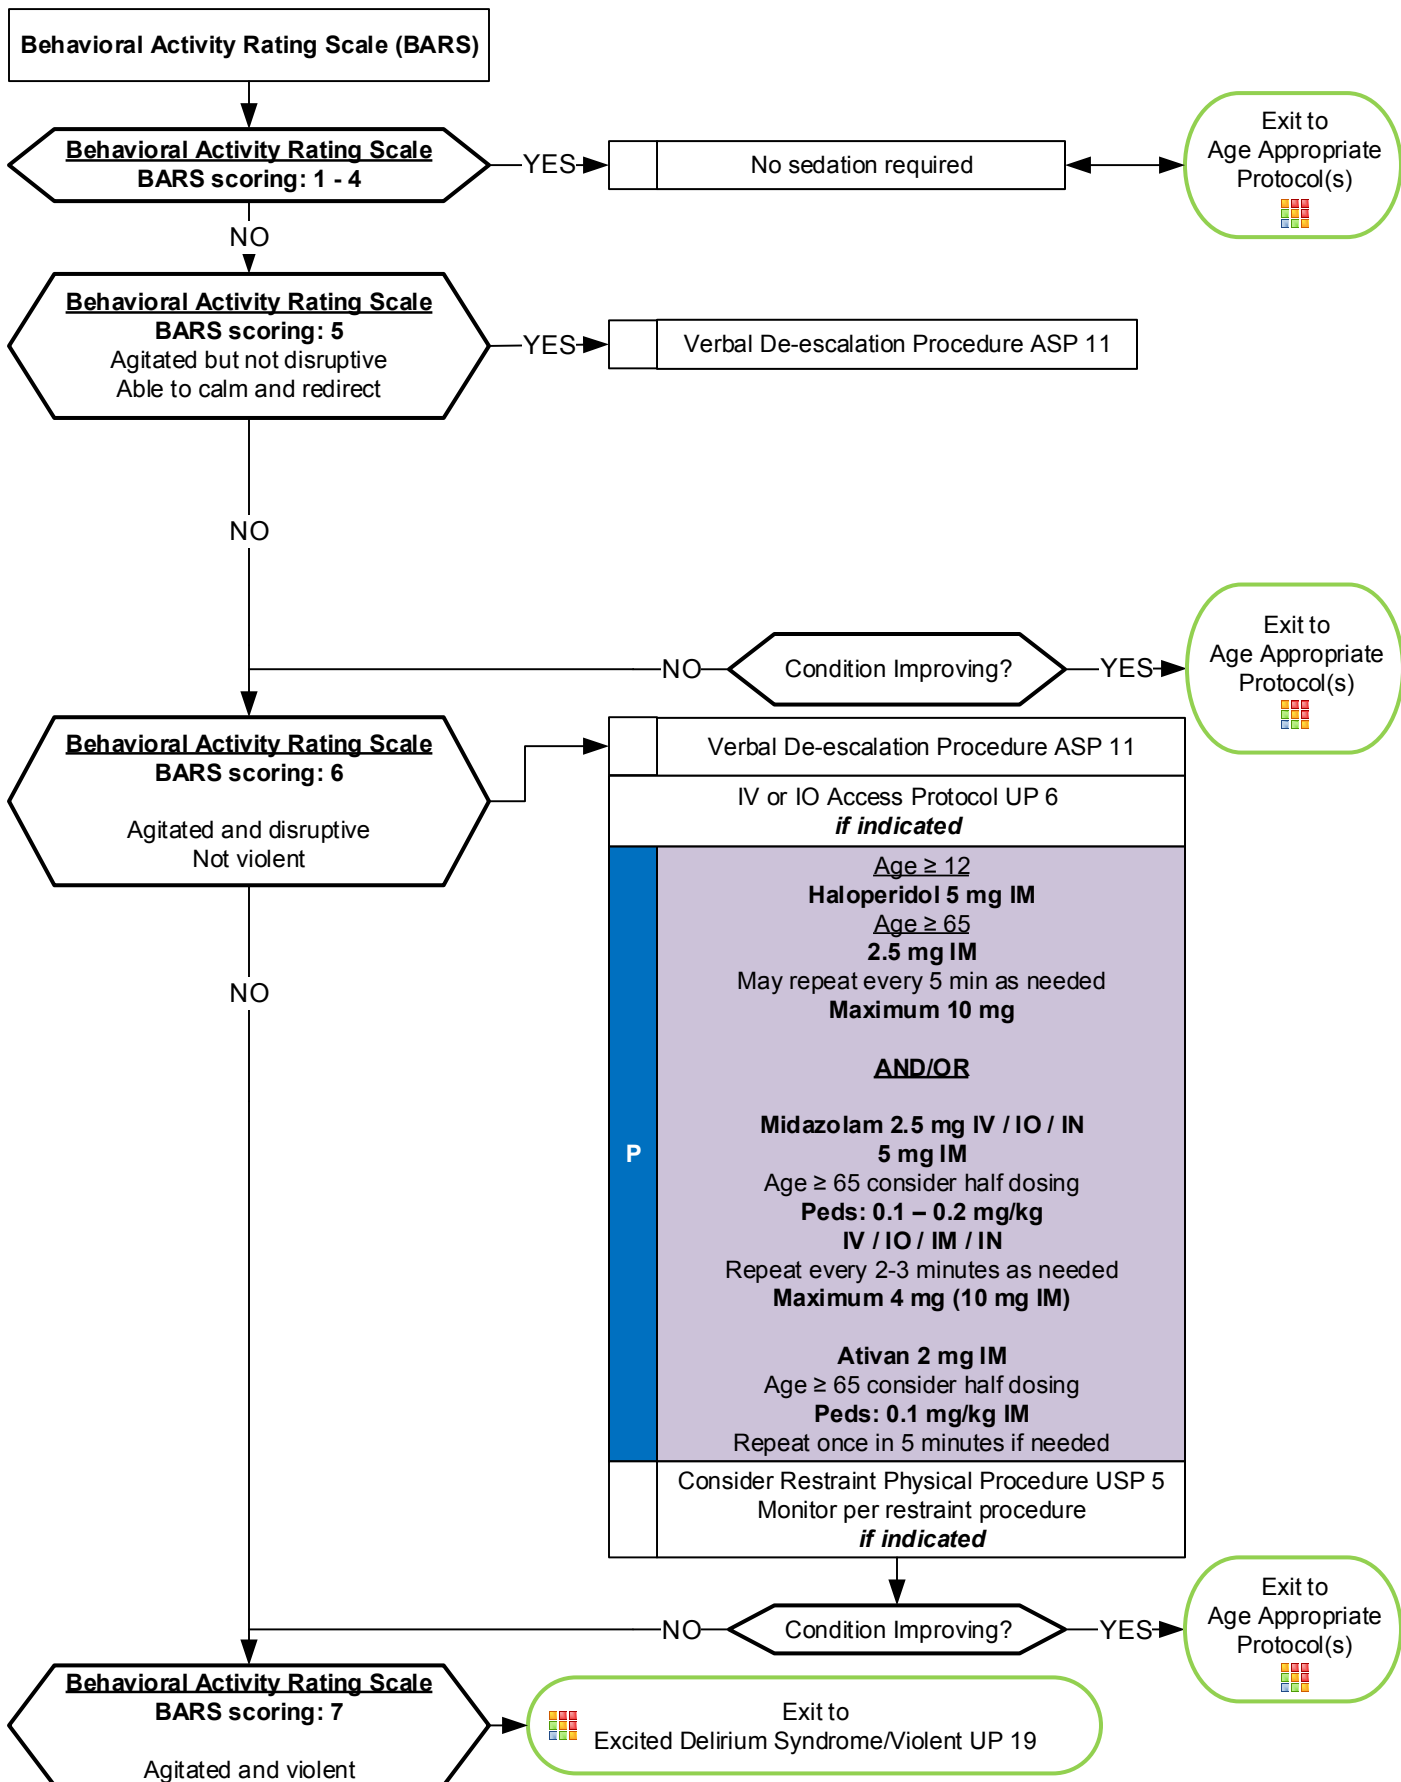 Behavioral Activity Rating Scale (BARS)
Behavioral Activity Rating Scale
BARS scoring: 1 - 4
YES
No sedation required
Exit to
Age Appropriate
Protocol(s)
NO
Behavioral Activity Rating Scale
BARS scoring: 5
Agitated but not disruptive
Able to calm and redirect
YES
Verbal De-escalation Procedure ASP 11
NO
NO
Condition Improving?
YES
Exit to
Age Appropriate
Protocol(s)
Behavioral Activity Rating Scale
BARS scoring: 6
Agitated and disruptive
Not violent
Verbal De-escalation Procedure ASP 11
IV or IO Access Protocol UP 6
if indicated
P
Age ≥ 12
Haloperidol 5 mg IM
Age ≥ 65
2.5 mg IM
May repeat every 5 min as needed
Maximum 10 mg
AND/OR
Midazolam 2.5 mg IV / IO / IN
5 mg IM
Age ≥ 65 consider half dosing
Peds: 0.1 – 0.2 mg/kg
IV / IO / IM / IN
Repeat every 2-3 minutes as needed
Maximum 4 mg (10 mg IM)
Ativan 2 mg IM
Age ≥ 65 consider half dosing
Peds: 0.1 mg/kg IM
Repeat once in 5 minutes if needed
Consider Restraint Physical Procedure USP 5
Monitor per restraint procedure
if indicated
NO
NO
Condition Improving?
YES
Exit to
Age Appropriate
Protocol(s)
Behavioral Activity Rating Scale
BARS scoring: 7
Agitated and violent
Exit to
Excited Delirium Syndrome/Violent UP 19